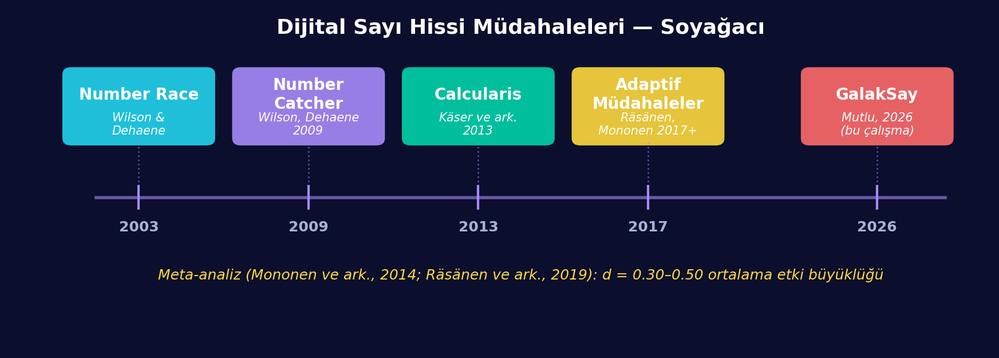 Dijital Sayı Hissi Müdahaleleri — Soyağacı
Number Race
Wilson &
Dehaene
Number
Catcher
Wilson, Dehaene
2009
Calcularis
Käser ve ark.
2013
Adaptif
Müdahaleler
Räsänen,
Mononen 2017+
GalakSay
Mutlu, 2026
(bu çalışma)
2003
2009
2013
2017
2026
Meta-analiz (Mononen ve ark., 2014; Räsänen ve ark., 2019): d = 0.30–0.50 ortalama etki büyüklüğü